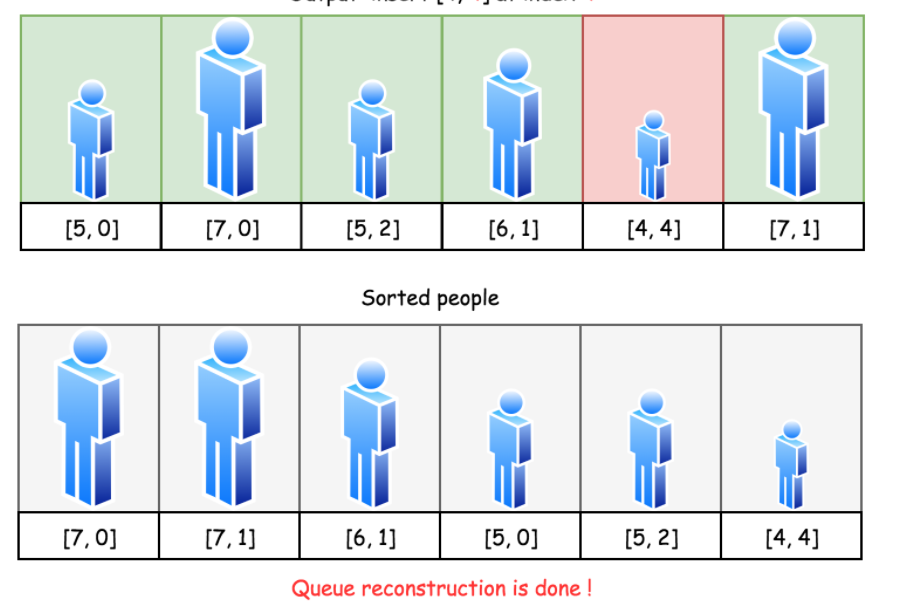 [5, 0] [7, 0] [5, 2] [6, 1] [4, 4] [7, 1]
Sorted people
[7, 0] [7, 1] [6, 1] [5, 0] [5, 2] [4, 4]
Queue reconstruction is done !